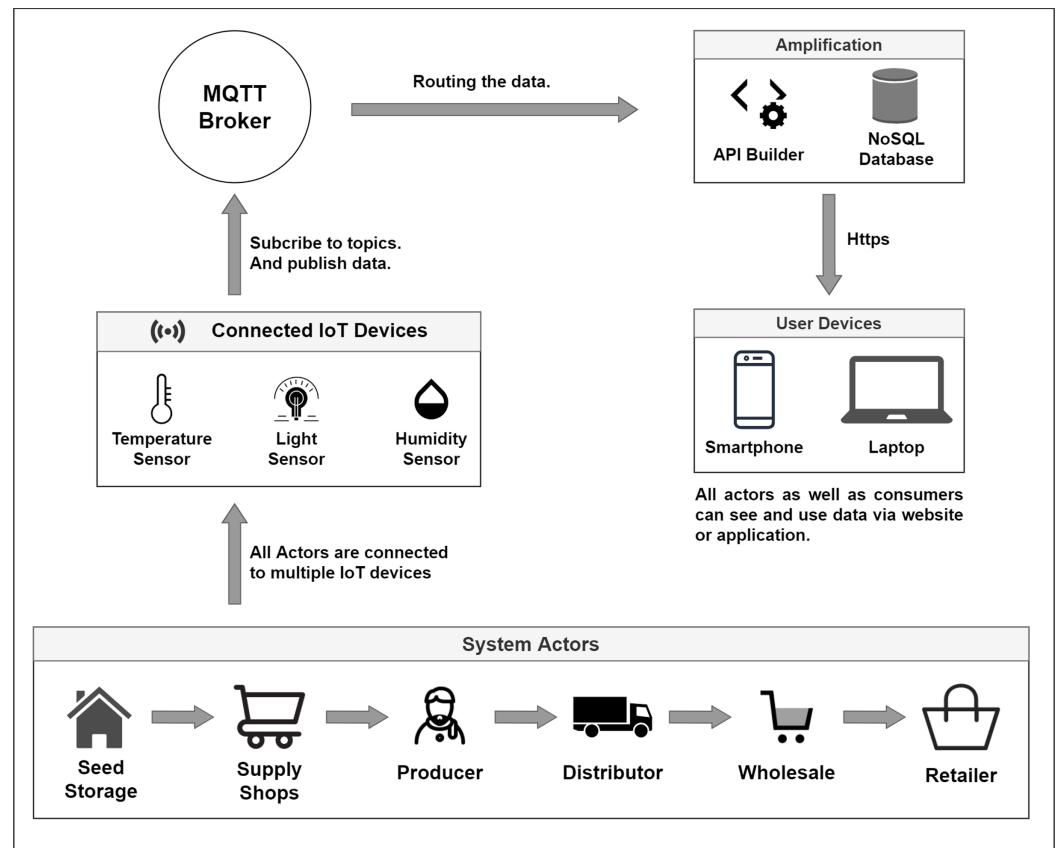 MQTT
Broker
Routing the data.
Amplification
API Builder
NoSQL
Database
Subcribe to topics.
And publish data.
Https
Connected IoT Devices
Temperature
Sensor
Light
Sensor
Humidity
Sensor
User Devices
Smartphone
Laptop
All actors as well as consumers
can see and use data via website
or application.
All Actors are connected
to multiple IoT devices
System Actors
Seed
Storage
Supply
Shops
Producer
Distributor
Wholesale
Retailer